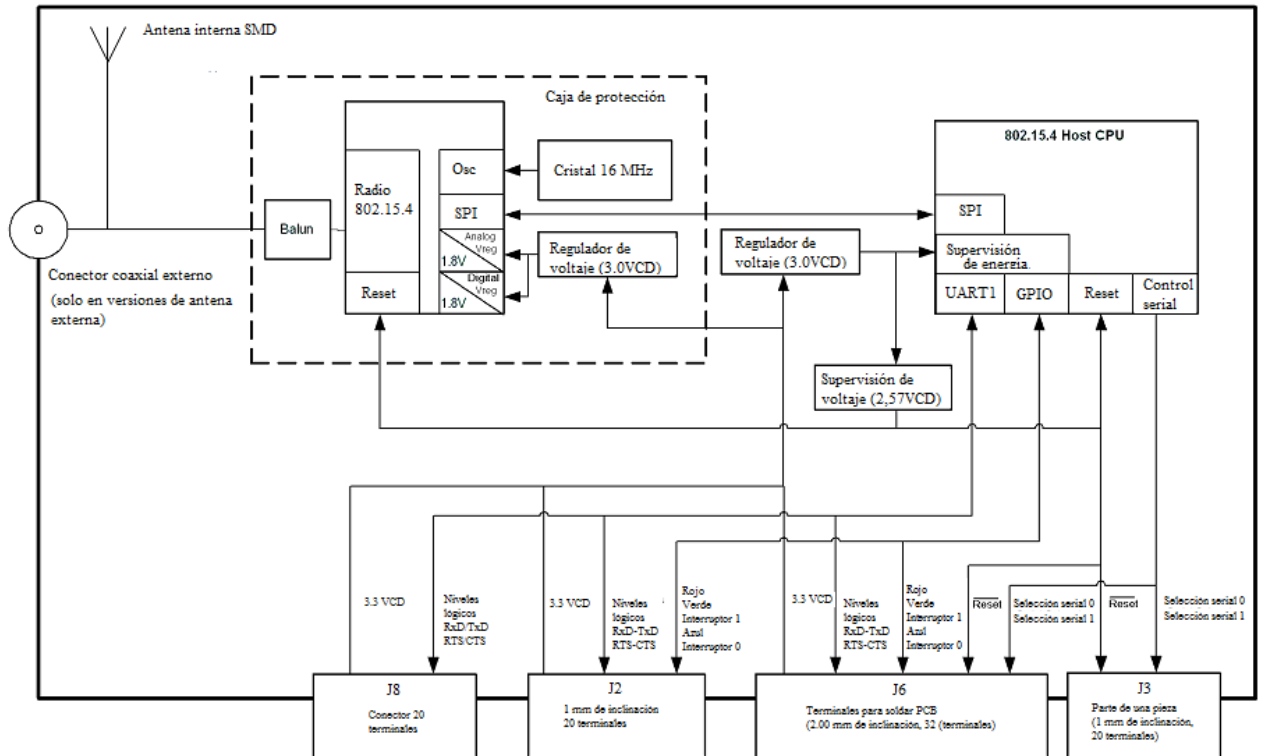 Antena interna SMD
Caja de protección
802.15.4 Host CPU
Osc
Cristal 16 MHz
Radio
802.15.4
SPI
SPI
Balun
Analog
Vreg
1.8V
Regulador de
voltaje (3.0VCD)
Regulador de
voltaje (3.0VCD)
Supervisión
de energía.
Conector coaxial externo
(solo en versiones de antena
externa)
Digital
Vreg
1.8V
Reset
UART1
GPIO
Reset
Control
serial
Supervisión de
voltaje (2,57VCD)
3.3 VCD
Niveles
lógicos
RxD/TxD
RTS/CTS
3.3 VCD
Niveles
lógicos
RxD-TxD
RTS-CTS
Rojo
Verde
Interruptor 1
Azul
Interruptor 0
3.3 VCD
Niveles
lógicos
RxD-TxD
RTS-CTS
Rojo
Verde
Interruptor 1
Azul
Interruptor 0
Reset
Selección serial 0
Selección serial 1
Reset
Selección serial 0
Selección serial 1
J8
Conector 20
terminales
J2
1 mm de inclinación
20 terminales
J6
Terminales para soldar PCB
(2.00 mm de inclinación, 32 (terminales)
J3
Parte de una pieza
(1 mm de inclinación,
20 terminales)